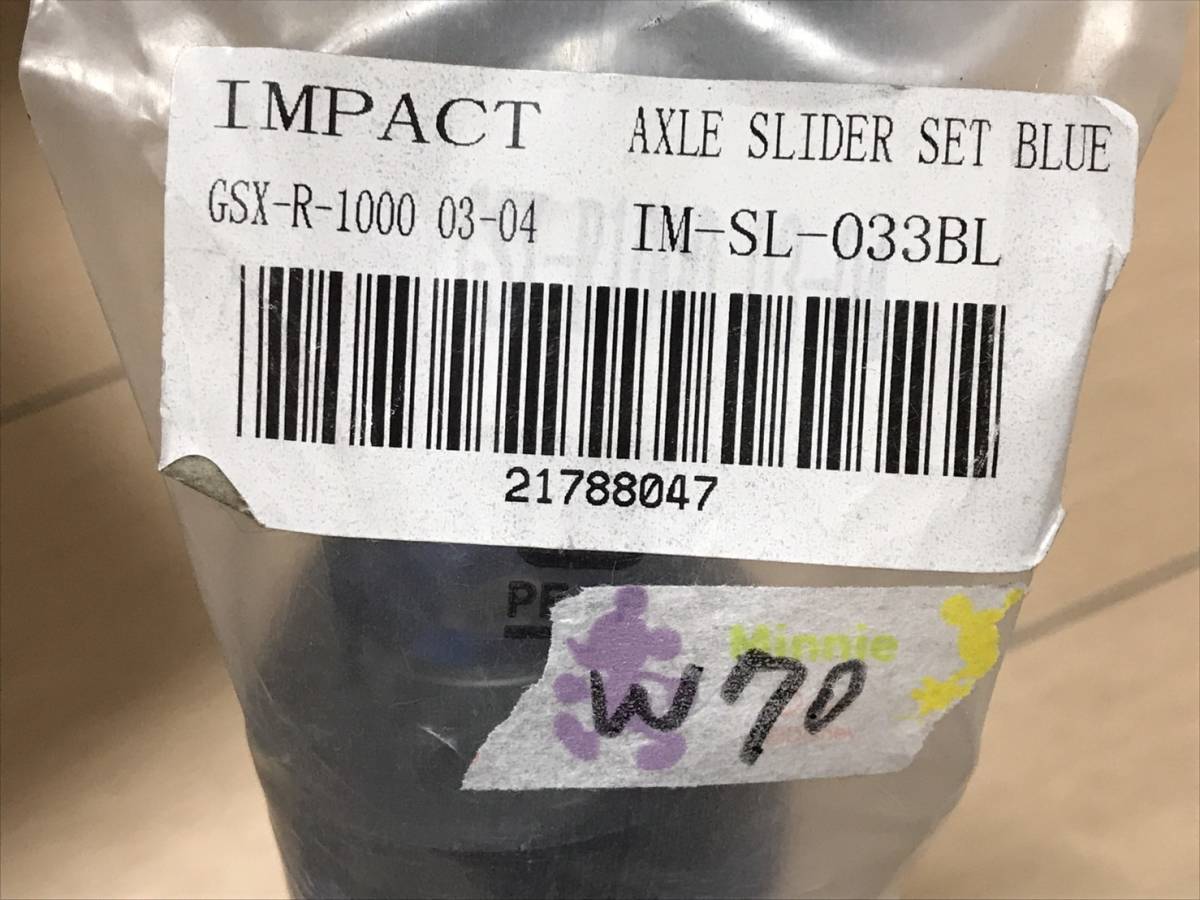 IMPACT AXLE SLIDER SET BLUE
GSX-R-1000 03-04 IM-SL-033BL
21788047
Minnie
W70